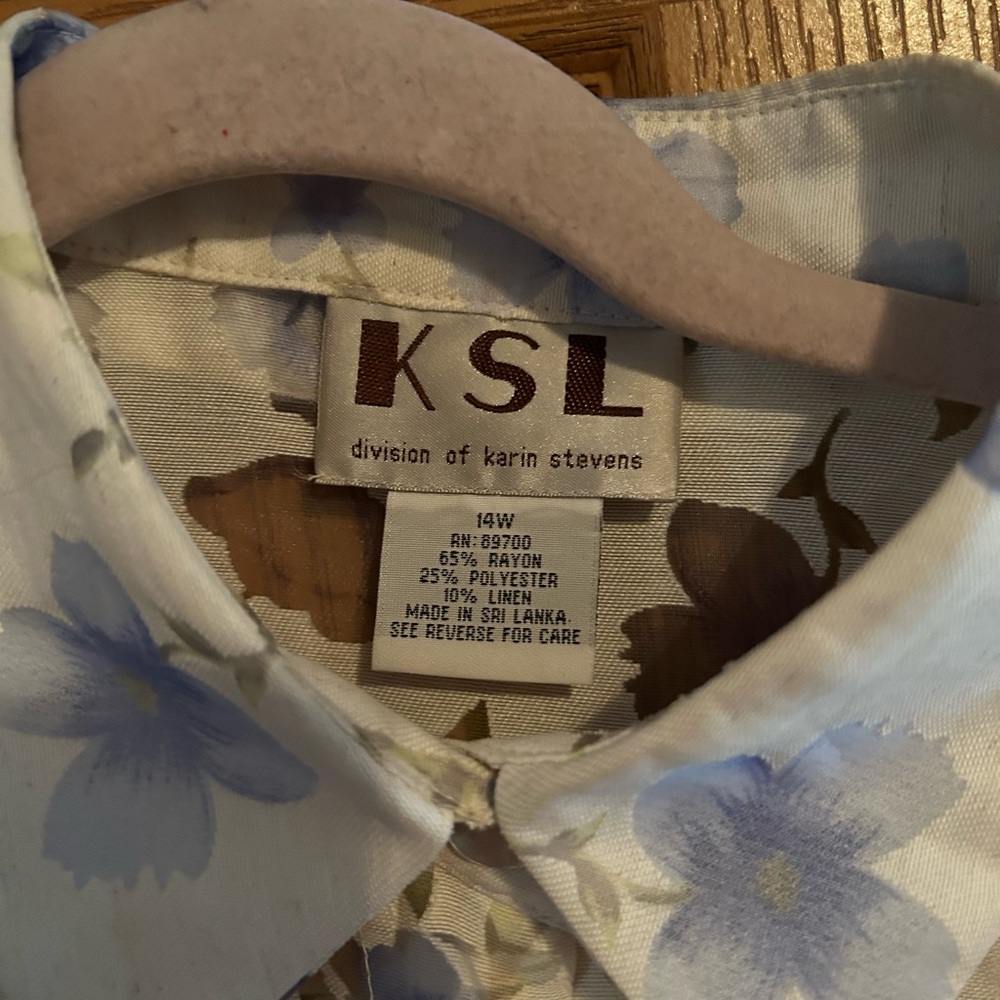 KSL
division of karin stevens
14W
RN:89700
65% RAYON
25% POLYESTER
10% LINEN
MADE IN SRI LANKA.
SEE REVERSE FOR CARE